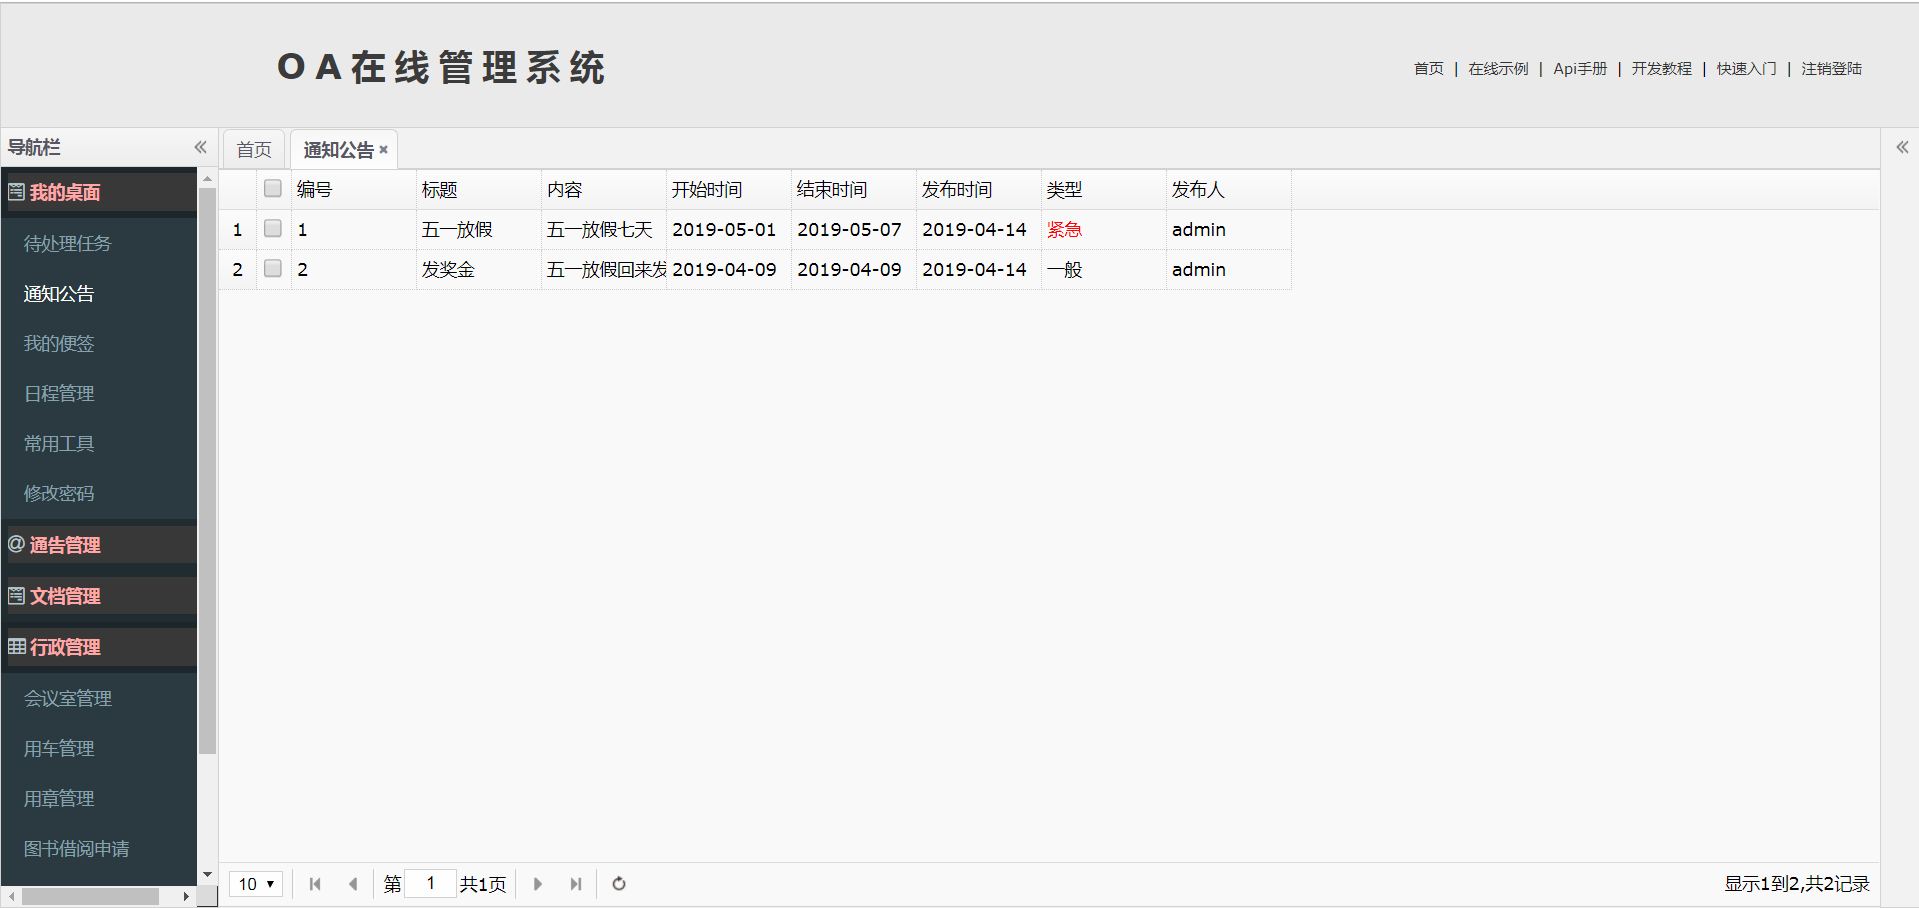 OA在线管理系统
首页 | 在线示例 | Api手册 | 开发教程 | 快速入门 | 注销登陆
导航栏
我的桌面
待处理任务
通知公告
我的便签
日程管理
常用工具
修改密码
通告管理
文档管理
行政管理
会议室管理
用车管理
用章管理
图书借阅申请
首页 通知公告
编号 标题 内容 开始时间 结束时间 发布时间 类型 发布人
1 1 五一放假 五一放假七天 2019-05-01 2019-05-07 2019-04-14 紧急 admin
2 2 发奖金 五一放假回来发 2019-04-09 2019-04-09 2019-04-14 一般 admin
10 第 1 共1页 显示1到2,共2记录